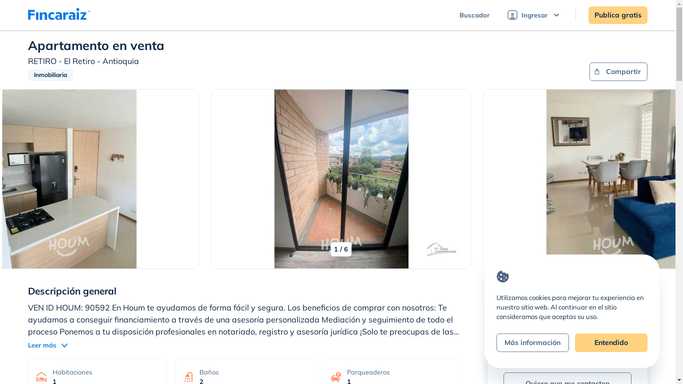 Fincaraiz
Buscador
Ingresar
Publica gratis
Apartamento en venta
RETIRO - El Retiro - Antioquia
Inmobiliaria
Compartir
HOUM
HOUM
1 / 6
HOUM
Descripción general
VEN ID HOUM: 90592 En Houm te ayudamos de forma fácil y segura. Los beneficios de comprar con nosotros: Te
ayudamos a conseguir financiamiento a través de una asesoría personalizada Mediación y seguimiento de todo el
proceso Ponemos a tu disposición profesionales en notariado, registro y asesoría jurídica ¡Solo te preocupas de las...
Leer más
Habitaciones
1
Baños
2
Parqueaderos
1
Utilizamos cookies para mejorar tu experiencia en
nuestro sitio web. Al continuar en el sitio
consideramos que aceptas su uso.
Más información
Entendido
Quiero que me contacten